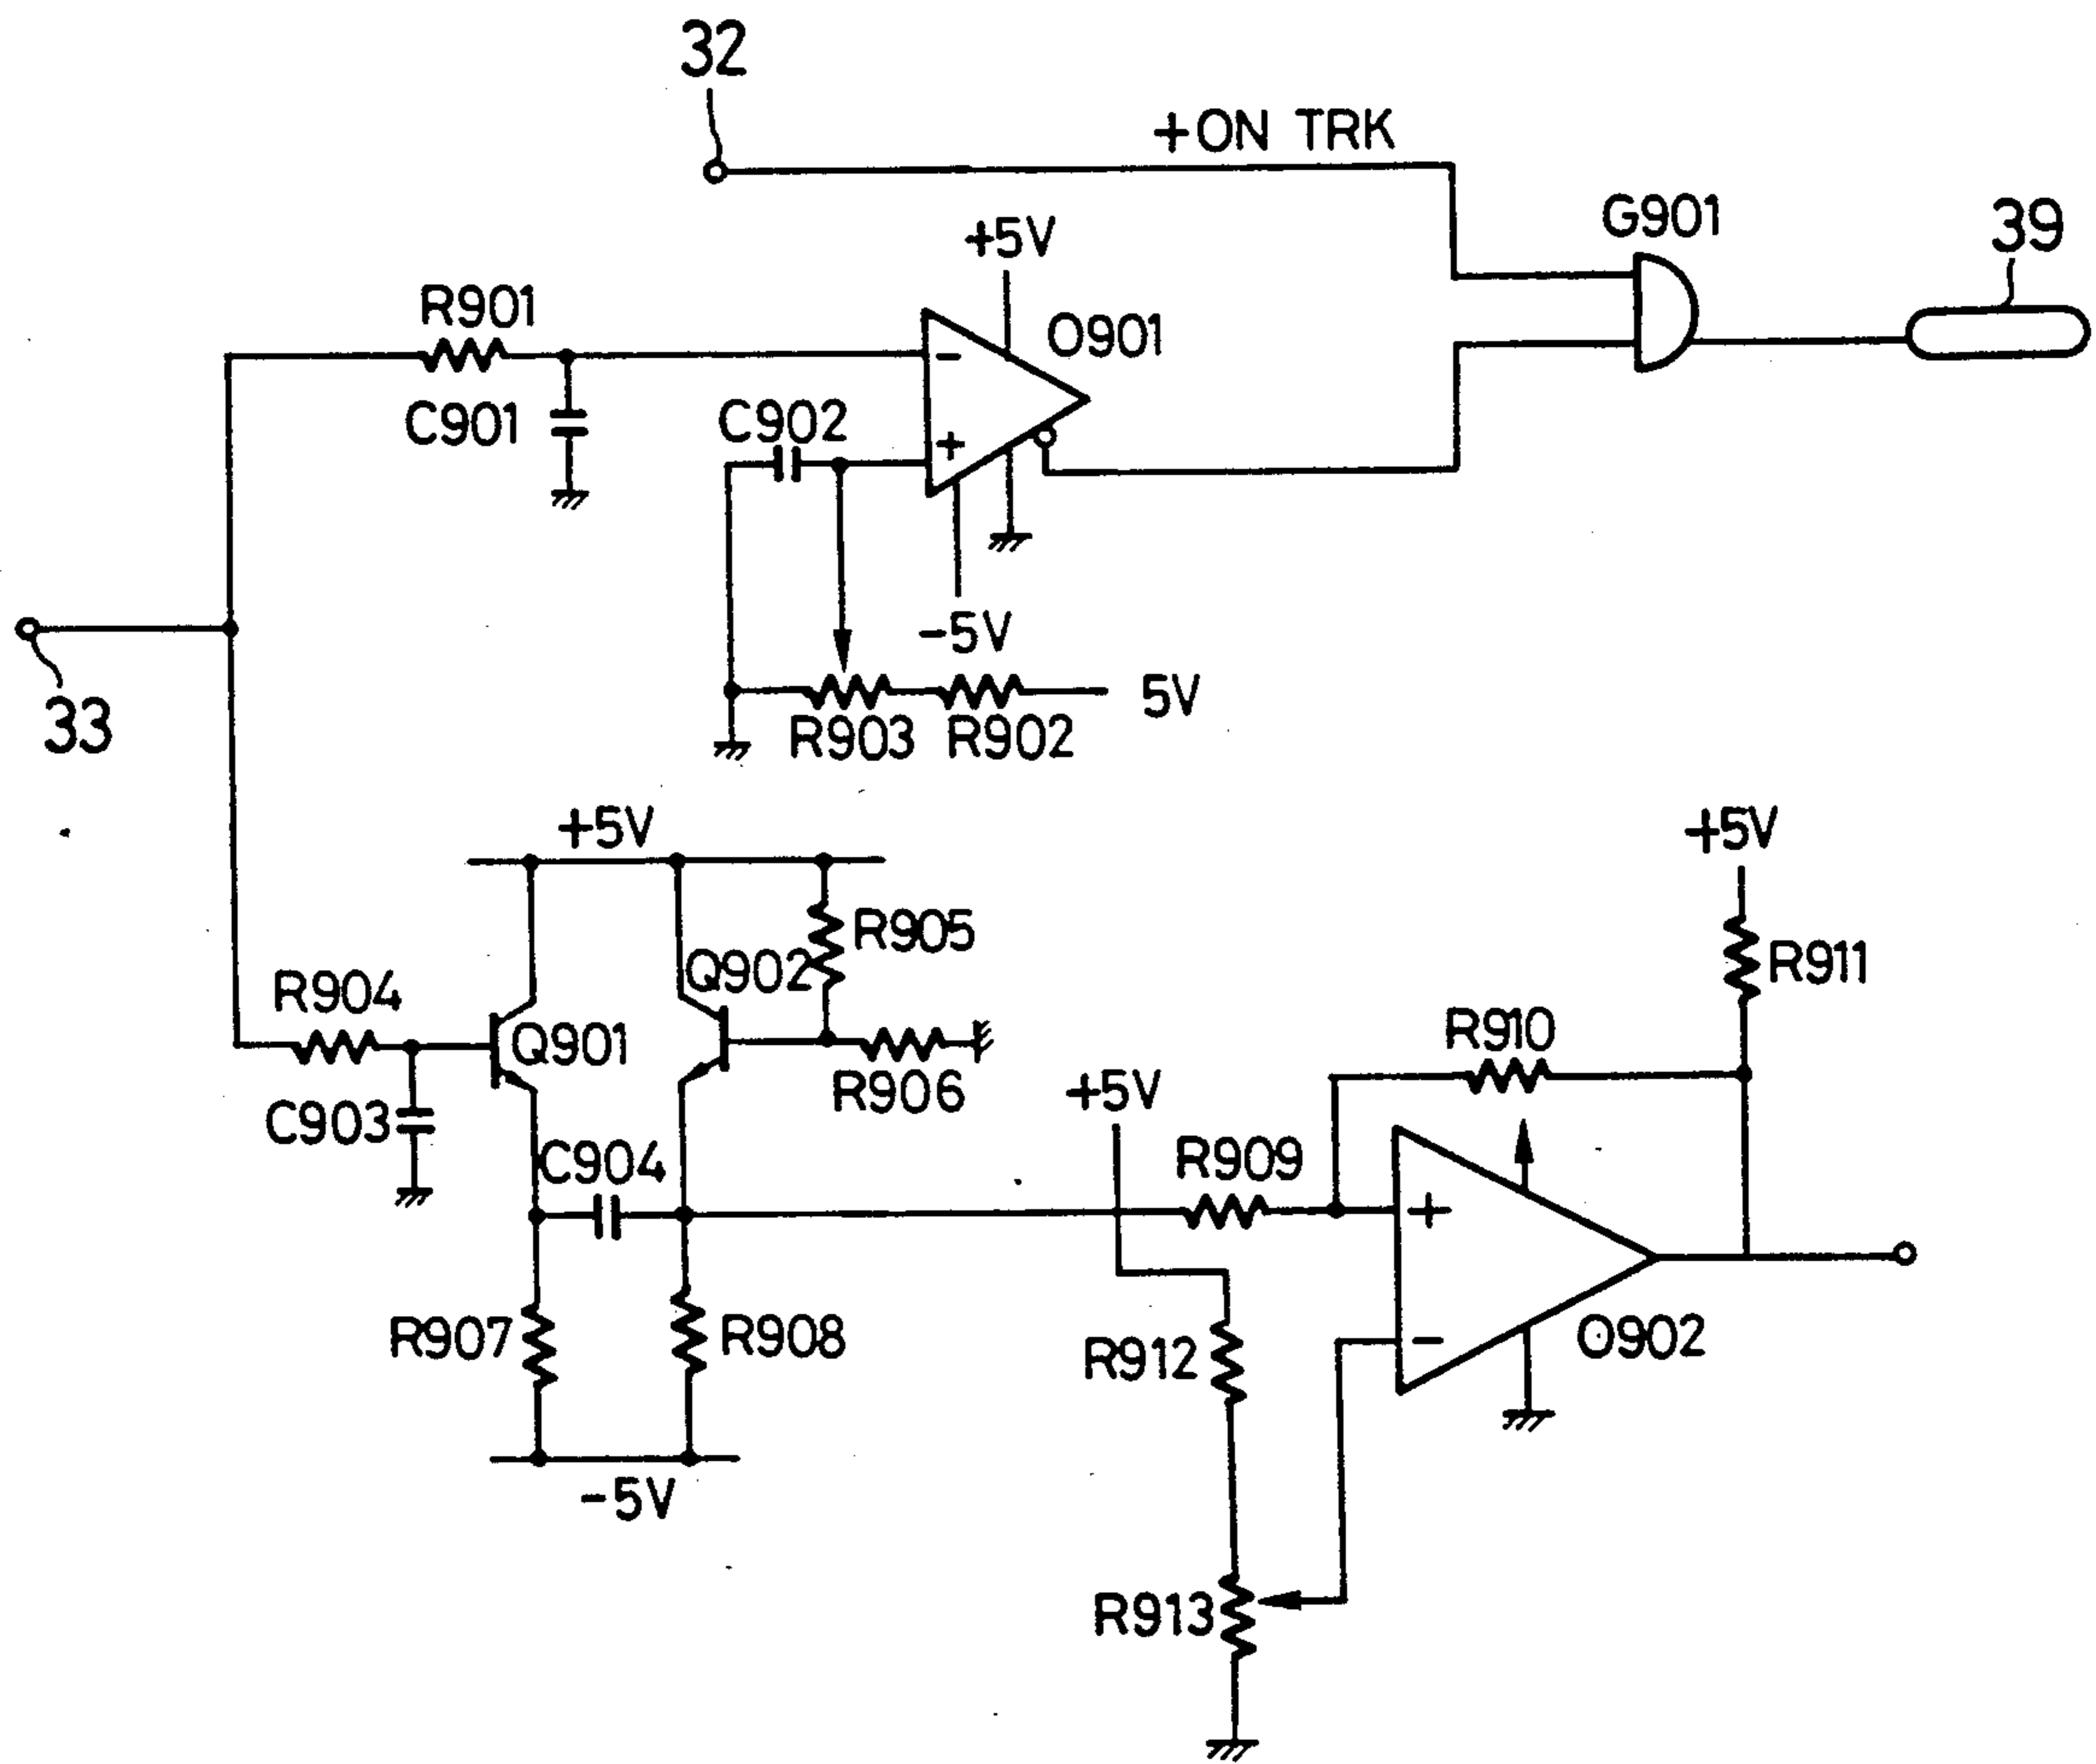 32
+ON TRK
G901
39
+5V
R901
O901
-
C901
C902
+
-5V
33
5V
R903
R902
+5V
+5V
R905
Q902
R904
R911
Q901
R910
R906
+5V
C903
C904
R909
+
R907
R908
R912
-
O902
-5V
R913